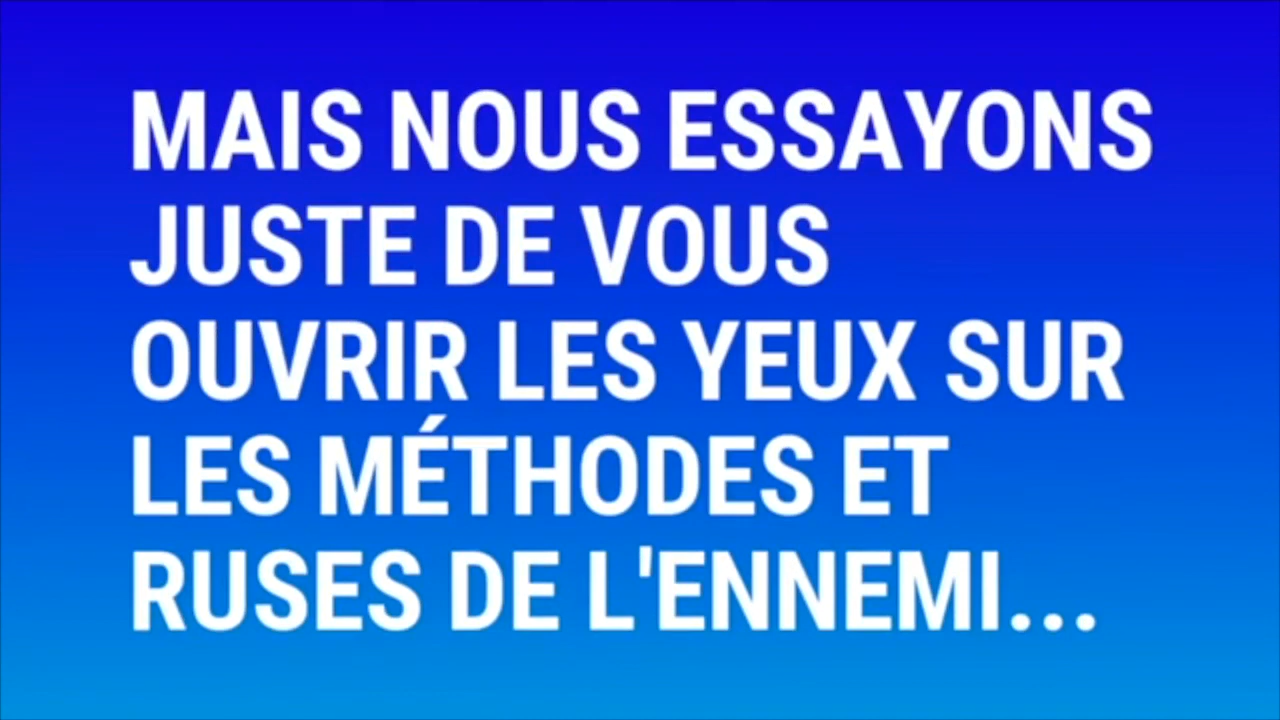 MAIS NOUS ESSAYONS
JUSTE DE VOUS
OUVRIR LES YEUX SUR
LES MÉTHODES ET
RUSES DE L'ENNEMI...